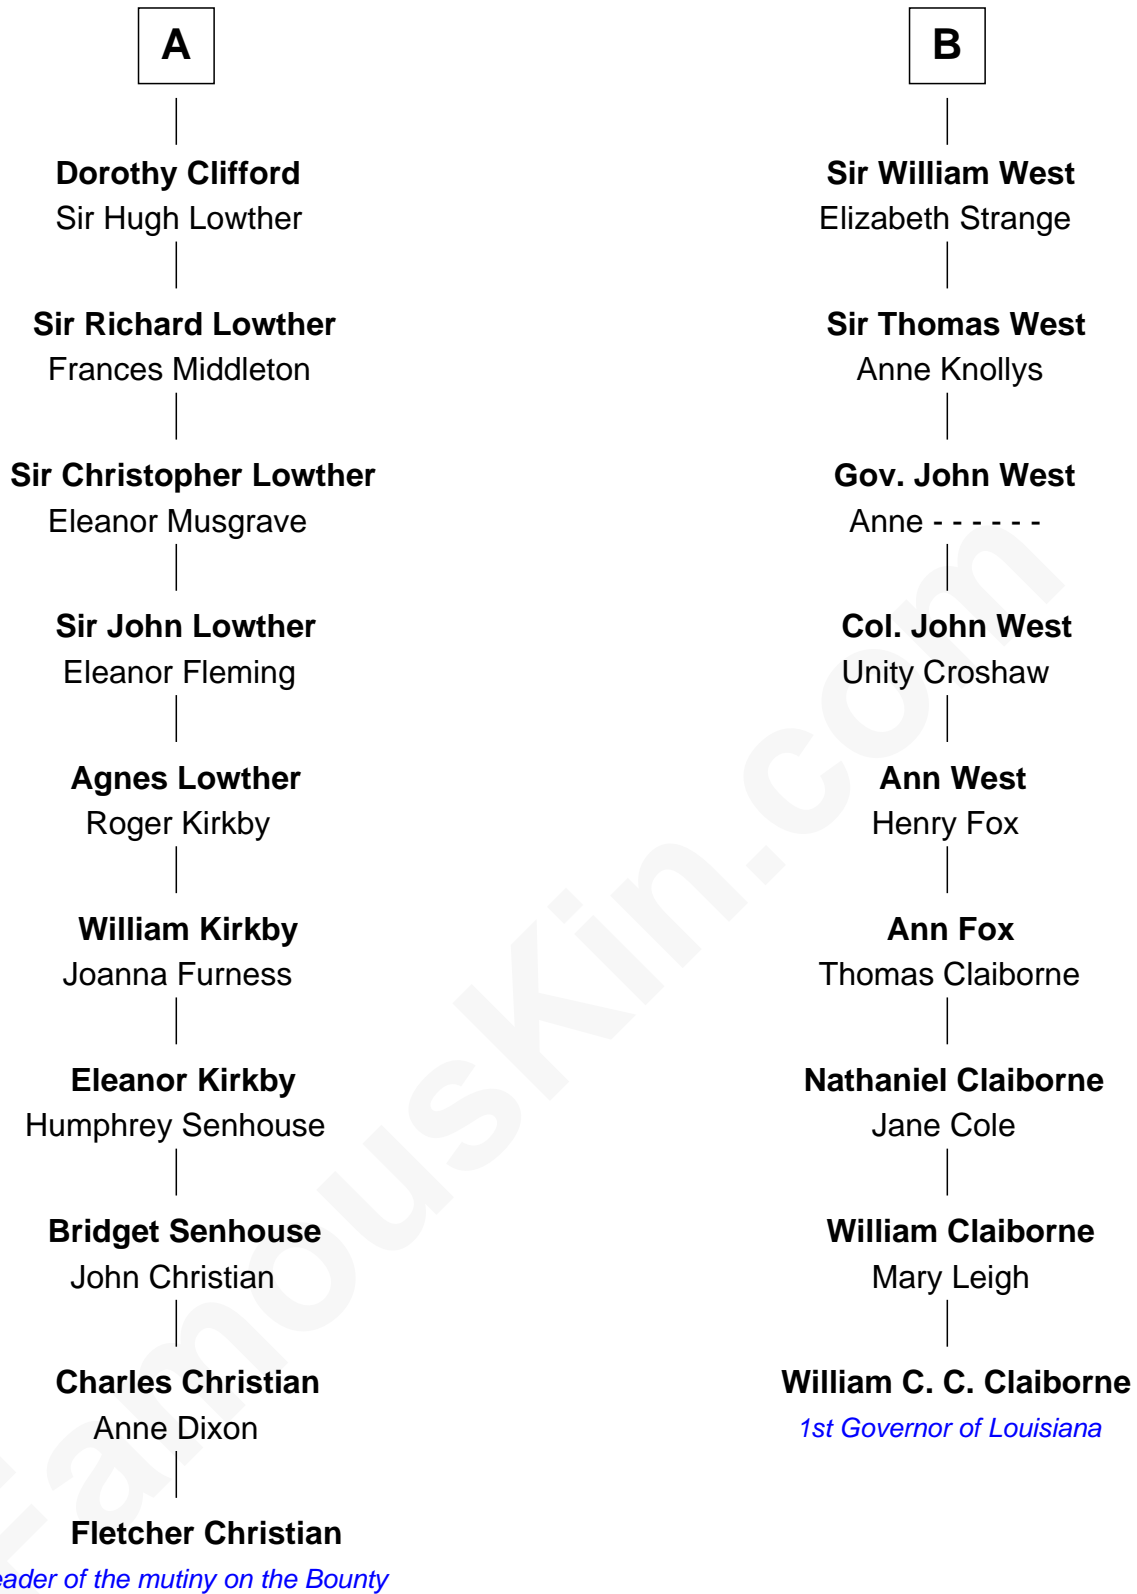 A
Dorothy Clifford
Sir Hugh Lowther
Sir Richard Lowther
Frances Middleton
Sir Christopher Lowther
Eleanor Musgrave
Sir John Lowther
Eleanor Fleming
Agnes Lowther
Roger Kirkby
William Kirkby
Joanna Furness
Eleanor Kirkby
Humphrey Senhouse
Bridget Senhouse
John Christian
Charles Christian
Anne Dixon
Fletcher Christian
eader of the mutiny on the Bounty
B
Sir William West
Elizabeth Strange
Sir Thomas West
Anne Knollys
Gov. John West
Anne - - - - - -
Col. John West
Unity Croshaw
Ann West
Henry Fox
Ann Fox
Thomas Claiborne
Nathaniel Claiborne
Jane Cole
William Claiborne
Mary Leigh
William C. C. Claiborne
1st Governor of Louisiana
FamousKin.com